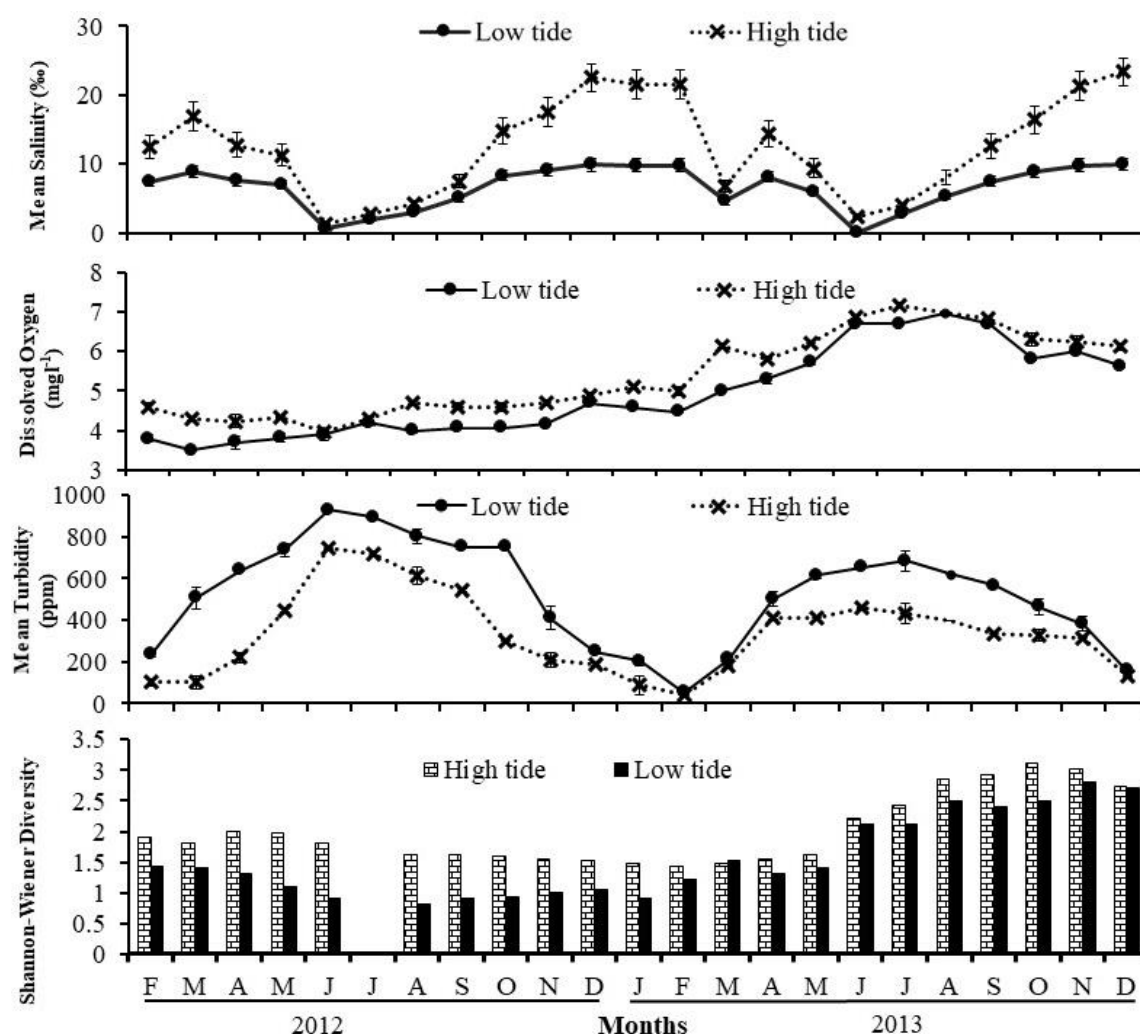 Mean Salinity (‰)
30
20
10
0
Low tide
High tide
Dissolved Oxygen
(mgl-1)
8
7
6
5
4
3
Low tide
High tide
Mean Turbidity
(ppm)
1000
800
600
400
200
0
Low tide
High tide
Shannon-Wiener Diversity
3.5
3
2.5
2
1.5
1
0.5
0
High tide
Low tide
F M A M J J A S O N D J F M A M J J A S O N D
2012 Months 2013